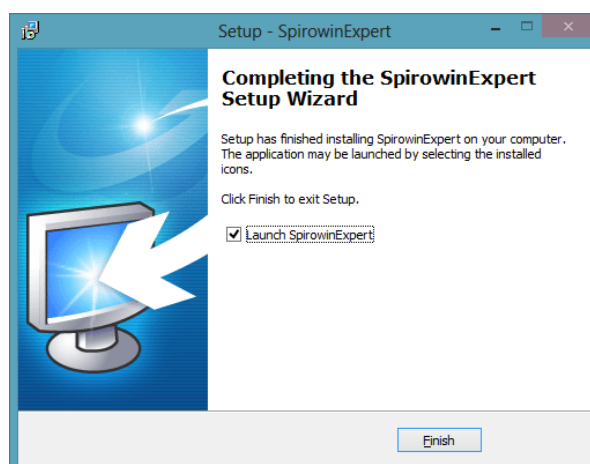 Setup - SpirowinExpert
Completing the SpirowinExpert
Setup Wizard
Setup has finished installing SpirowinExpert on your computer.
The application may be launched by selecting the installed
icons.
Click Finish to exit Setup.
Launch SpirowinExpert
Finish